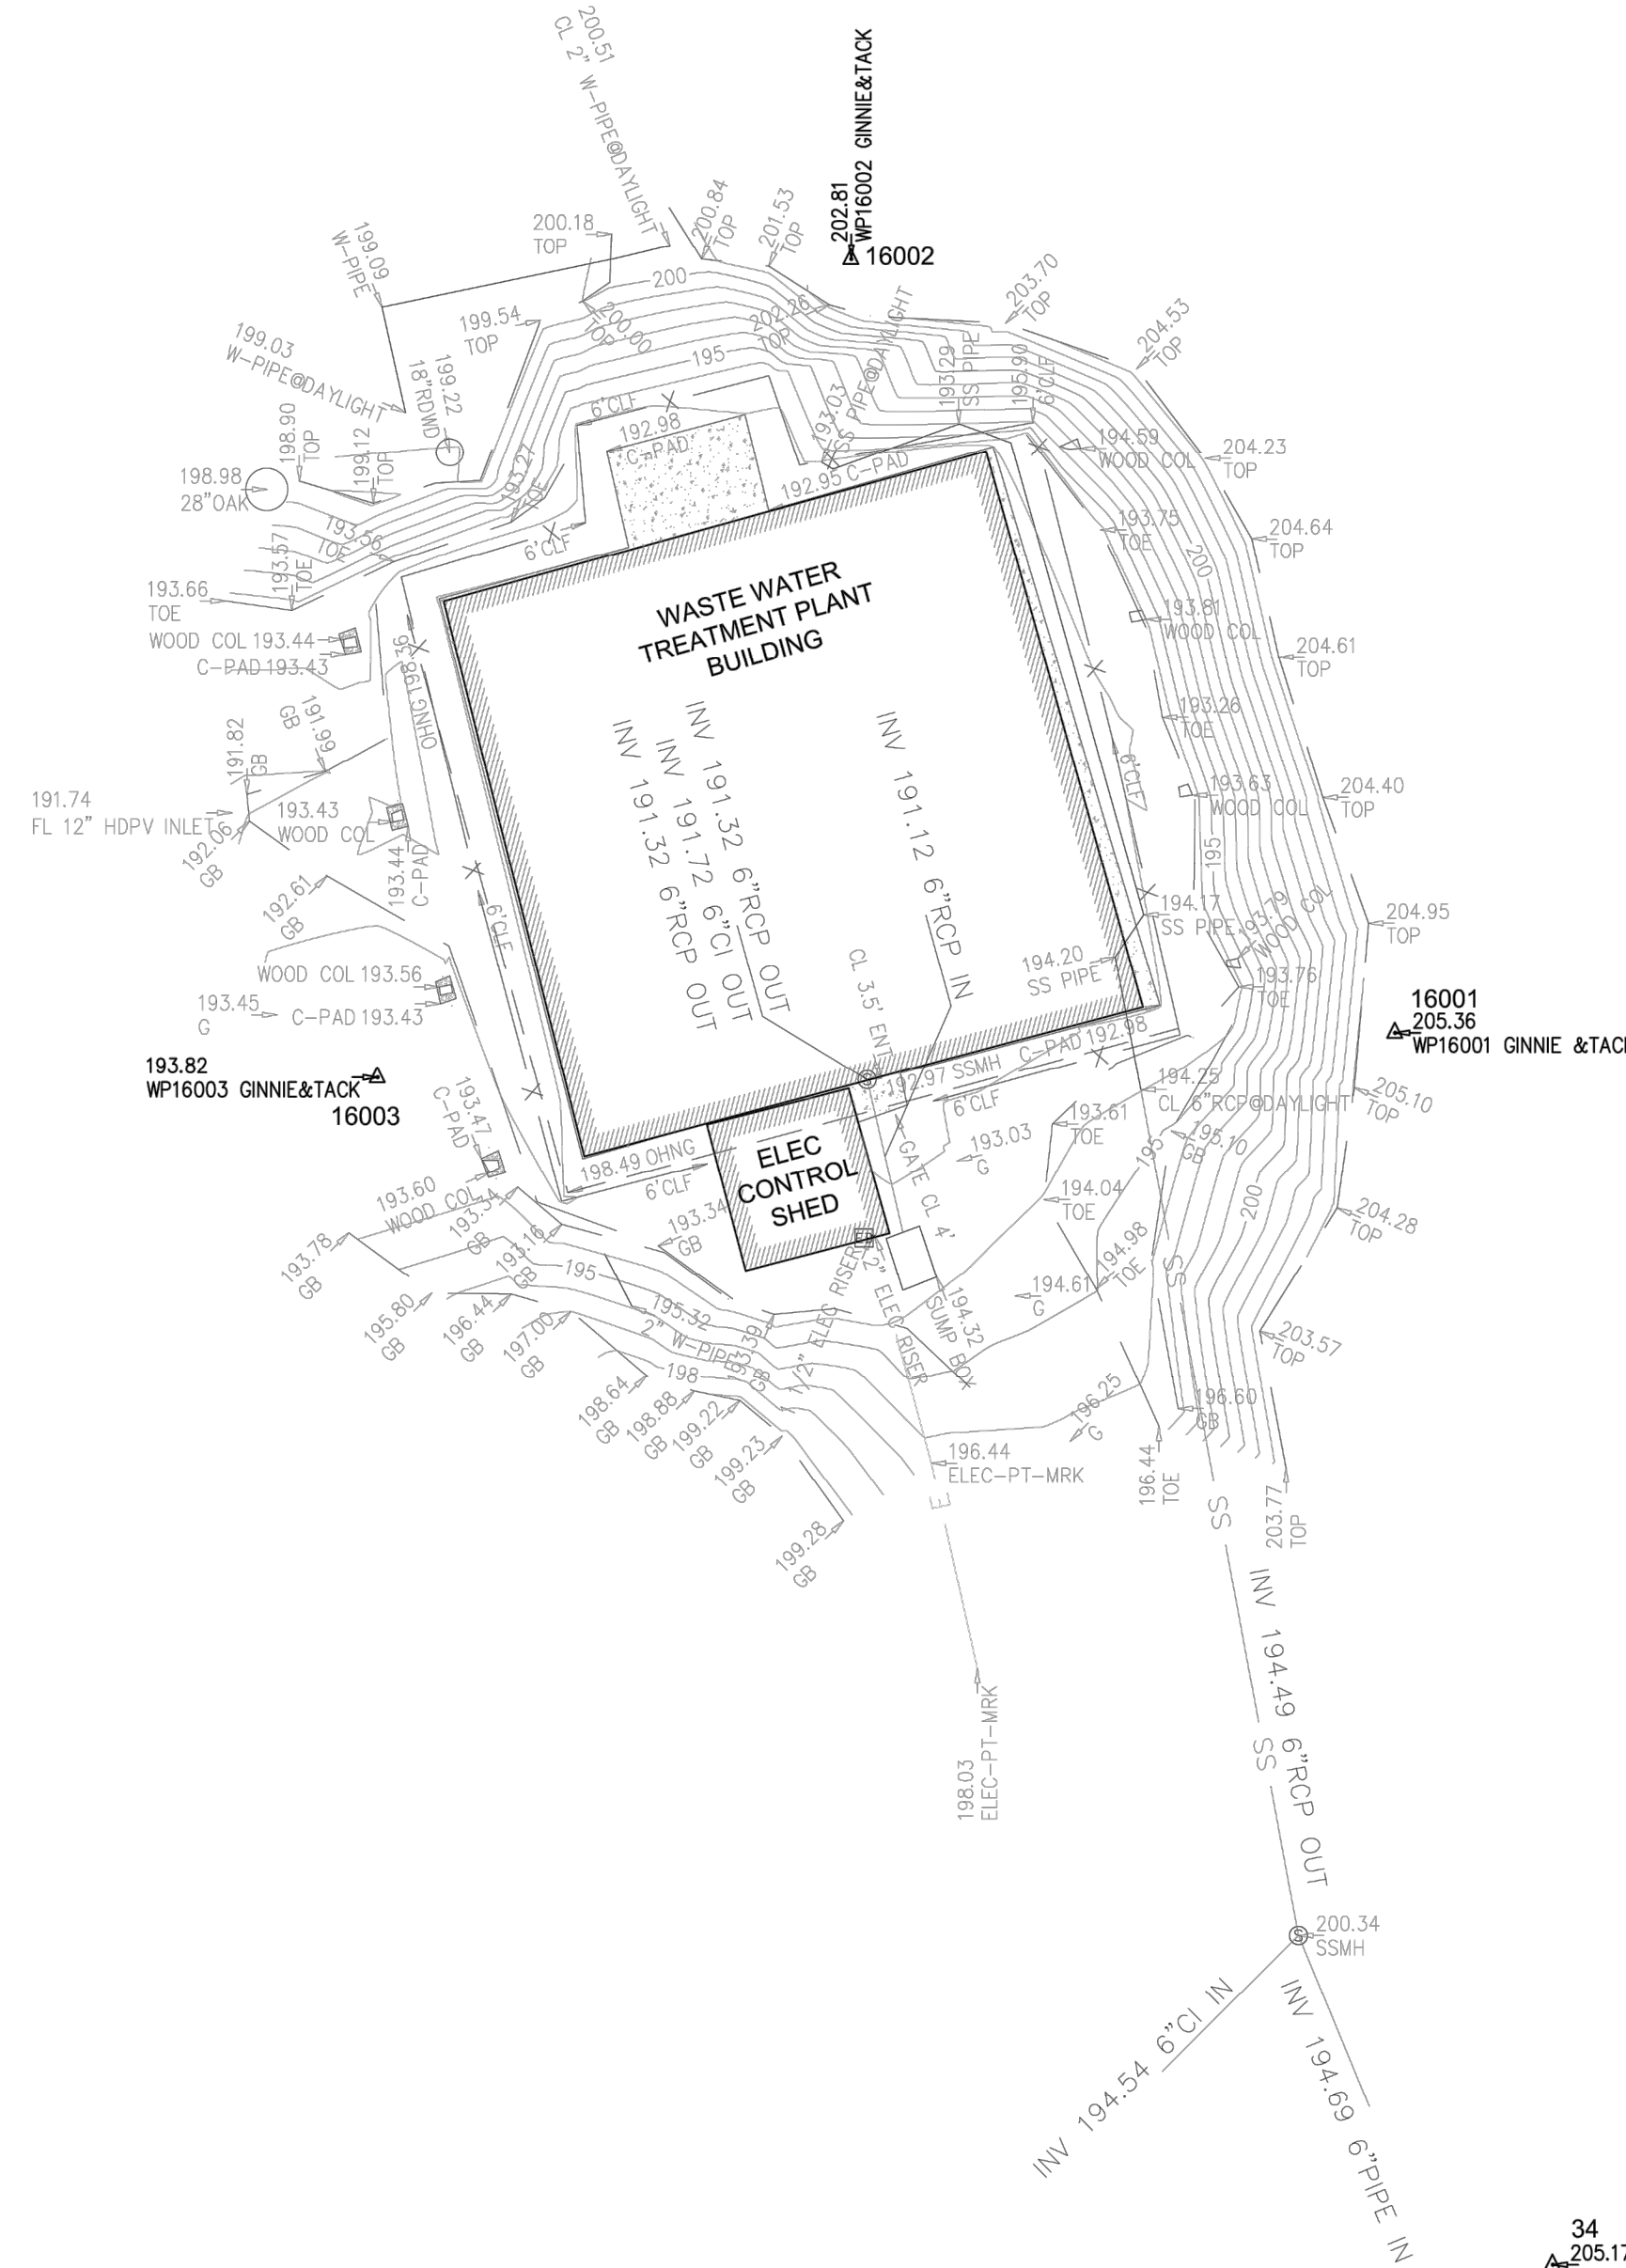 200.51
CL 2" W-PIPE@DAYLIGHT
202.81
WP16002 GINNIE&TACK
16002
200.84
TOP
201.53
TOP
200.18
TOP
199.09
W-PIPE
200
203.70
TOP
204.53
TOP
199.54
TOP
200.00
TOP
202.26
TOP
199.03
W-PIPE@DAYLIGHT
199.22
18"RDWD
195
193.03
SS PIPE@DAYLIGHT
193.29
SS PIPE
195.90
6'CLF
6'CLF
192.98
C-PAD
198.90
TOP
199.12
TOP
194.59
WOOD COL
204.23
TOP
198.98
28"OAK
193.27
TOE
192.95 C-PAD
193.56
TOE
193.57
TOE
6'CLF
193.75
TOE
204.64
TOP
200
193.66
TOE
WASTE WATER
TREATMENT PLANT
BUILDING
193.81
WOOD COL
WOOD COL 193.44
C-PAD 193.43
OHNG 198.36
204.61
TOP
191.99
GB
191.82
GB
193.26
TOE
INV 191.32 6"RCP OUT
INV 191.72 6"CI OUT
INV 191.32 6"RCP OUT
INV 191.12 6"RCP IN
6'CLF
193.63
WOOD COL
204.40
TOP
191.74
FL 12" HDPV INLET
192.06
GB
193.43
WOOD COL
193.44
C-PAD
195
192.61
GB
6'CLF
194.17
SS PIPE
193.79
WOOD COL
204.95
TOP
WOOD COL 193.56
C-PAD 193.43
193.45
G
CL 3.5' ENT
194.20
SS PIPE
193.76
TOE
16001
205.36
WP16001 GINNIE &TACK
193.82
WP16003 GINNIE&TACK
16003
192.97 SSMH
C-PAD 192.98
6'CLF
194.25
CL 6"RCP@DAYLIGHT
205.10
TOP
193.47
C-PAD
193.61
TOE
195
195.10
GB
193.03
G
GATE CL 4'
198.49 OHNG
6'CLF
ELEC
CONTROL
SHED
194.04
TOE
200
204.28
TOP
193.60
WOOD COL
193.34
GB
193.16
GB
193.34
GB
193.78
GB
195
194.98
TOE
SS
194.61
G
194.32
SUMP BOX
2" ELEC RISER
1/2" ELEC RISER
195.80
GB
196.44
GB
197.00
GB
195.32
2" W-PIPE
193.39
GB
203.57
TOP
198
198.64
GB
198.88
GB
199.22
GB
199.23
GB
196.25
G
196.60
GB
196.44
ELEC-PT-MRK
196.44
TOE
203.77
TOP
E
SS
199.28
GB
INV 194.49 6"RCP OUT
198.03
ELEC-PT-MRK
SS
S
200.34
SSMH
INV 194.54 6"CI IN
INV 194.69 6"PIPE IN
34
205.17